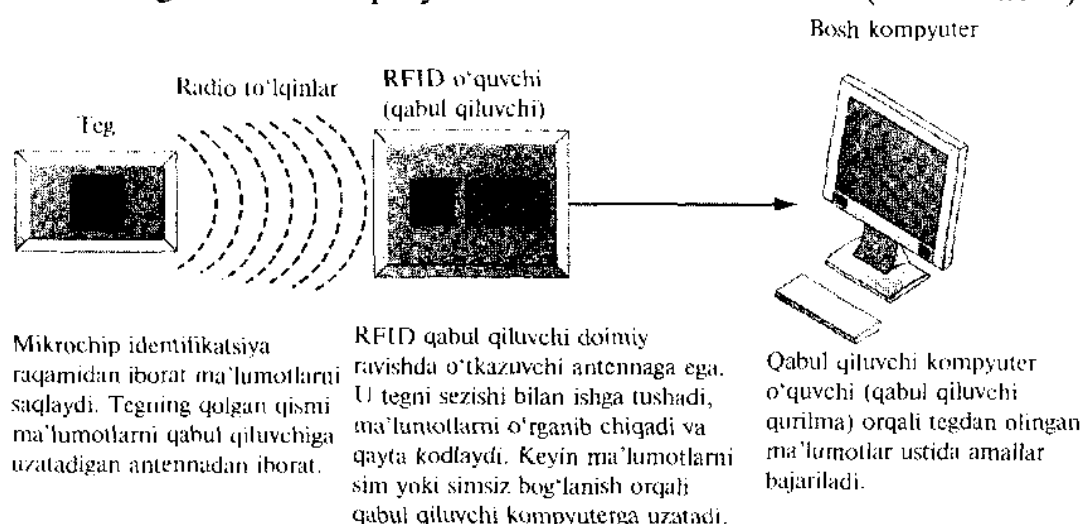 Bosh kompyuter
Radio to‘lqinlar
RFID o‘quvchi
(qabul qiluvchi)
Teg
Mikrochip identifikatsiya
raqamidan iborat ma’lumotlarni
saqlaydi. Tegning qolgan qismi
ma’lumotlarni qabul qiluvchiga
uzatadigan antennadan iborat.
RFID qabul qiluvchi doimiy
ravishda o‘tkazuvchi antennaga ega.
U tegni sezishi bilan ishga tushadi,
ma’lumotlarni o‘rganib chiqadi va
qayta kodlaydi. Keyin ma’lumotlarni
sim yoki simsiz bog‘lanish orqali
qabul qiluvchi kompyuterga uzatadi.
Qabul qiluvchi kompyuter
o‘quvchi (qabul qiluvchi
qurilma) orqali tegdan olingan
ma’lumotlar ustida amallar
bajariladi.